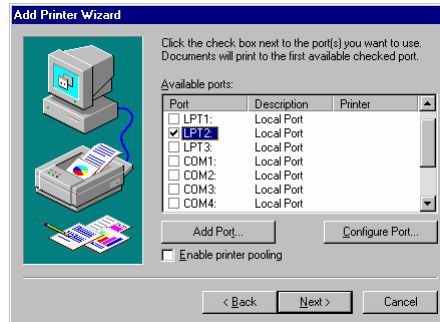 Add Printer Wizard
Click the check box next to the port(s) you want to use.
Documents will print to the first available checked port.
Available ports:
Port Description Printer
LPT1: Local Port
LPT2: Local Port
LPT3: Local Port
COM1: Local Port
COM2: Local Port
COM3: Local Port
COM4: Local Port
Add Port... Configure Port...
Enable printer pooling
< Back Next > Cancel